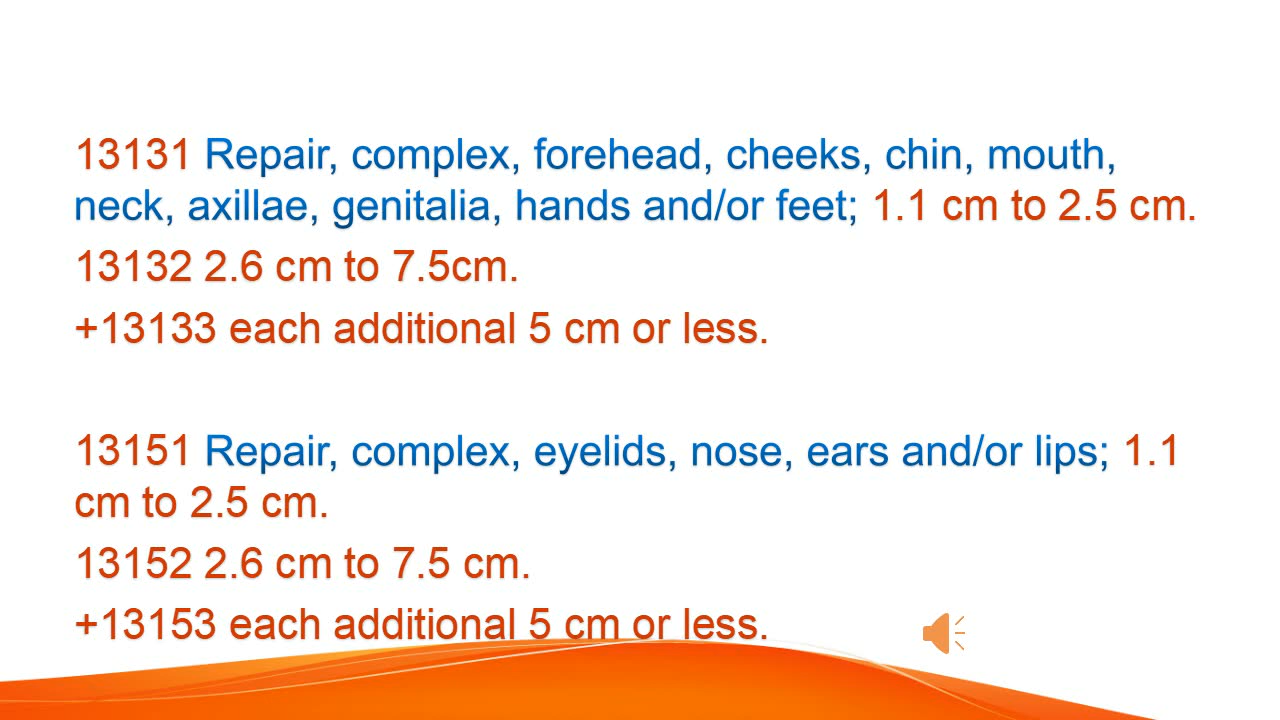 13131 Repair, complex, forehead, cheeks, chin, mouth,
neck, axillae, genitalia, hands and/or feet; 1.1 cm to 2.5 cm.
13132 2.6 cm to 7.5cm.
+13133 each additional 5 cm or less.
13151 Repair, complex, eyelids, nose, ears and/or lips; 1.1
cm to 2.5 cm.
13152 2.6 cm to 7.5 cm.
+13153 each additional 5 cm or less.